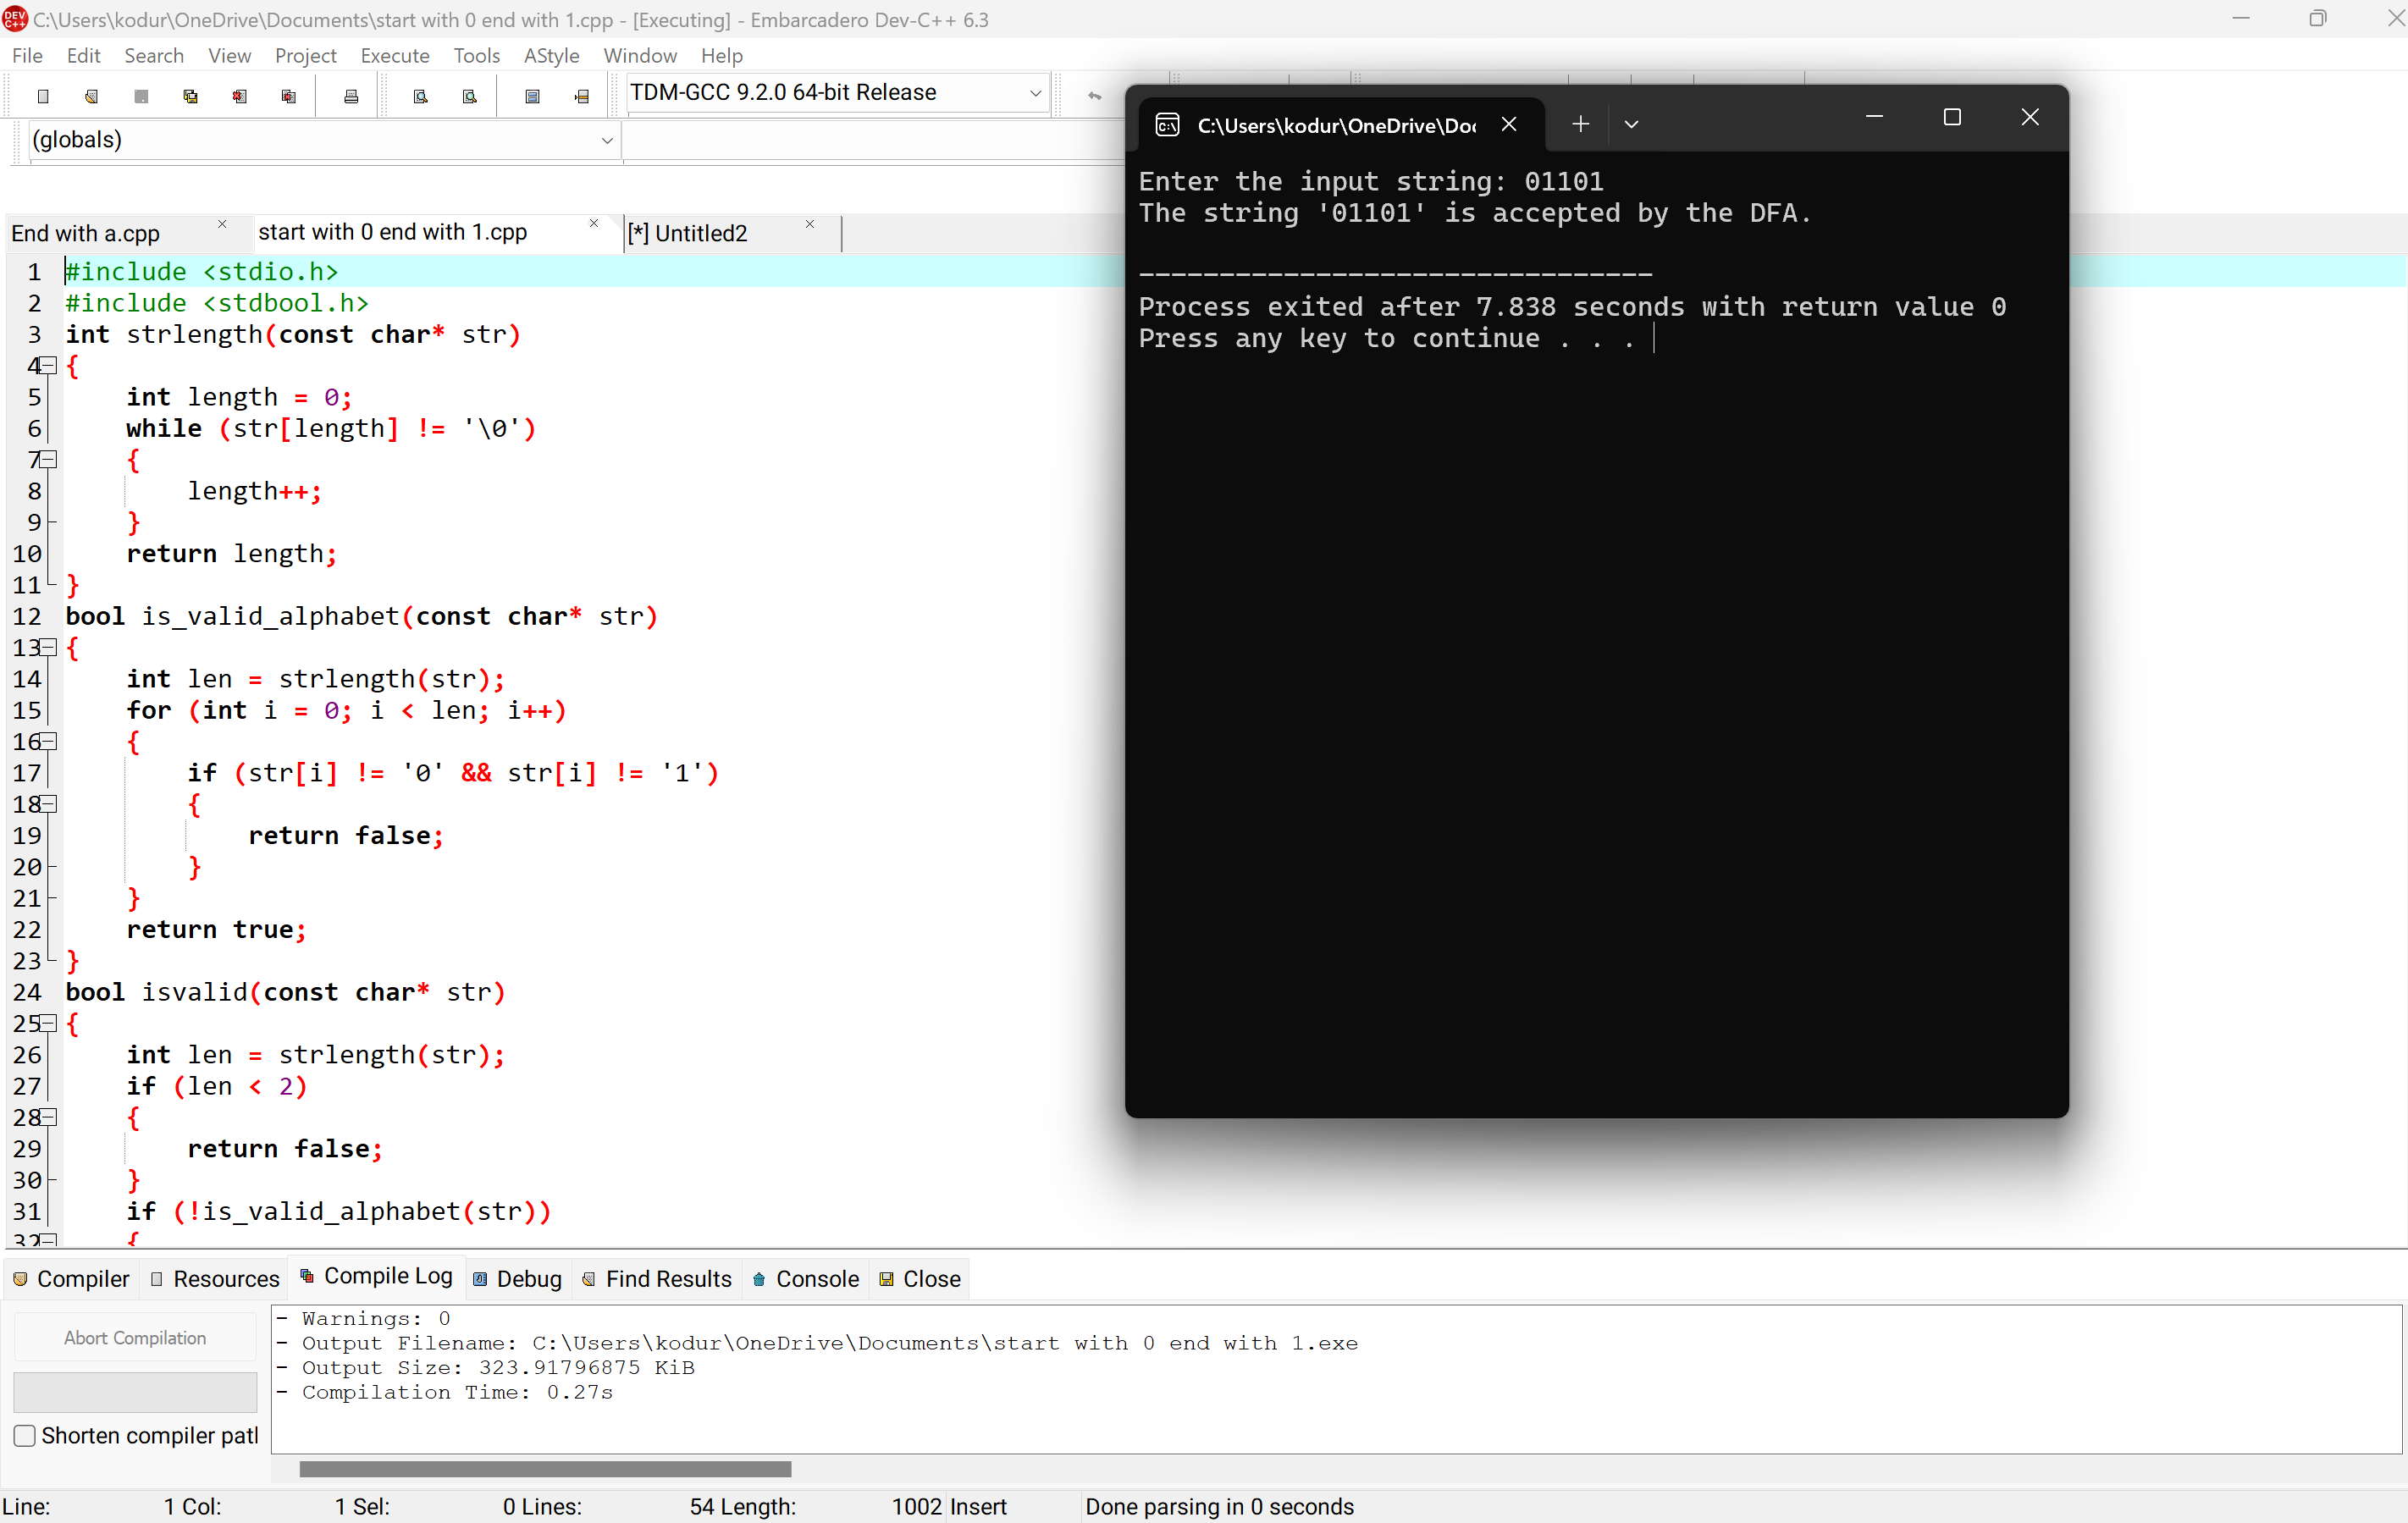 C:\Users\kodur\OneDrive\Documents\start with 0 end with 1.cpp - [Executing] - Embarcadero Dev-C++ 6.3
File Edit Search View Project Execute Tools AStyle Window Help
TDM-GCC 9.2.0 64-bit Release
(globals)
End with a.cpp start with 0 end with 1.cpp [*] Untitled2
1 #include <stdio.h>
2 #include <stdbool.h>
3 int strlength(const char* str)
4 {
5 int length = 0;
6 while (str[length] != '\0')
7 {
8 length++;
9 }
10 return length;
11 }
12 bool is_valid_alphabet(const char* str)
13 {
14 int len = strlength(str);
15 for (int i = 0; i < len; i++)
16 {
17 if (str[i] != '0' && str[i] != '1')
18 {
19 return false;
20 }
21 }
22 return true;
23 }
24 bool isvalid(const char* str)
25 {
26 int len = strlength(str);
27 if (len < 2)
28 {
29 return false;
30 }
31 if (!is_valid_alphabet(str))
32 {
C:\Users\kodur\OneDrive\Doc
Enter the input string: 01101
The string '01101' is accepted by the DFA.
--------------------------------
Process exited after 7.838 seconds with return value 0
Press any key to continue . . .
Compiler Resources Compile Log Debug Find Results Console Close
Abort Compilation
Shorten compiler patl
- Warnings: 0
- Output Filename: C:\Users\kodur\OneDrive\Documents\start with 0 end with 1.exe
- Output Size: 323.91796875 KiB
- Compilation Time: 0.27s
Line: 1 Col: 1 Sel: 0 Lines: 54 Length: 1002 Insert Done parsing in 0 seconds